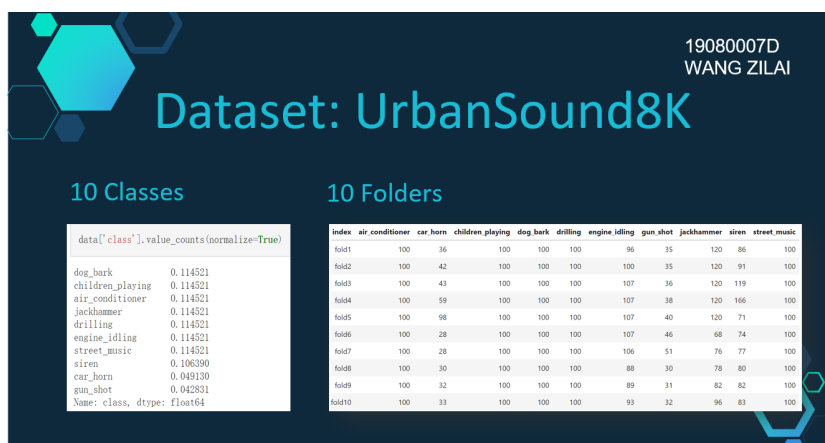 19080007D
WANG ZILAI
Dataset: UrbanSound8K
10 Classes
10 Folders
data['class'].value_counts(normalize=True)
dog_bark 0.114521
children_playing 0.114521
air_conditioner 0.114521
jackhammer 0.114521
drilling 0.114521
engine_idling 0.114521
street_music 0.114521
siren 0.106390
car_horn 0.049130
gun_shot 0.042831
Name: class, dtype: float64
index air_conditioner car_horn children_playing dog_bark drilling engine_idling gun_shot jackhammer siren street_music
fold1 100 36 100 100 100 96 35 120 86 100
fold2 100 42 100 100 100 100 35 120 91 100
fold3 100 43 100 100 100 107 36 120 119 100
fold4 100 59 100 100 100 107 38 120 166 100
fold5 100 98 100 100 100 107 40 120 71 100
fold6 100 28 100 100 100 107 46 68 74 100
fold7 100 28 100 100 100 106 51 76 77 100
fold8 100 30 100 100 100 88 30 78 80 100
fold9 100 32 100 100 100 89 31 82 82 100
fold10 100 33 100 100 100 93 32 96 83 100